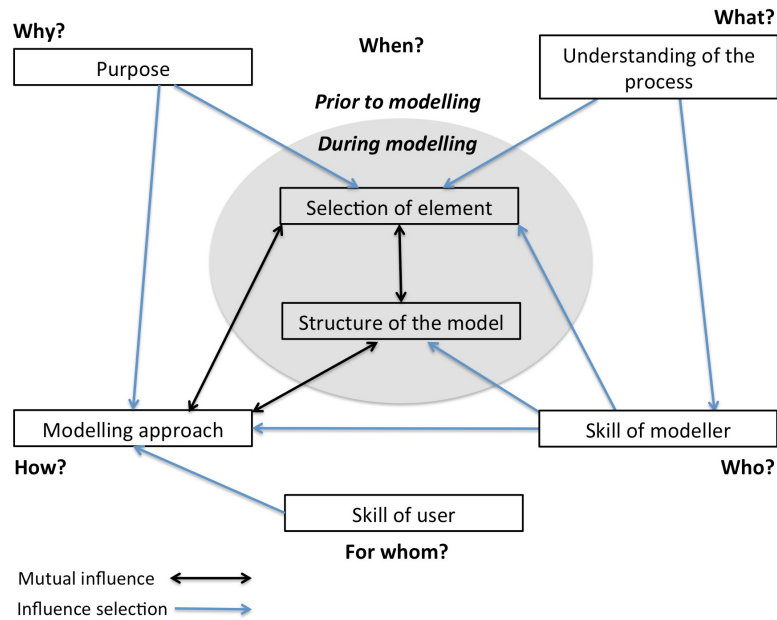 Why?
Purpose
When?
What?
Understanding of the
process
Prior to modelling
During modelling
Selection of element
Structure of the model
Modelling approach
How?
Skill of modeller
Who?
Skill of user
For whom?
Mutual influence
Influence selection